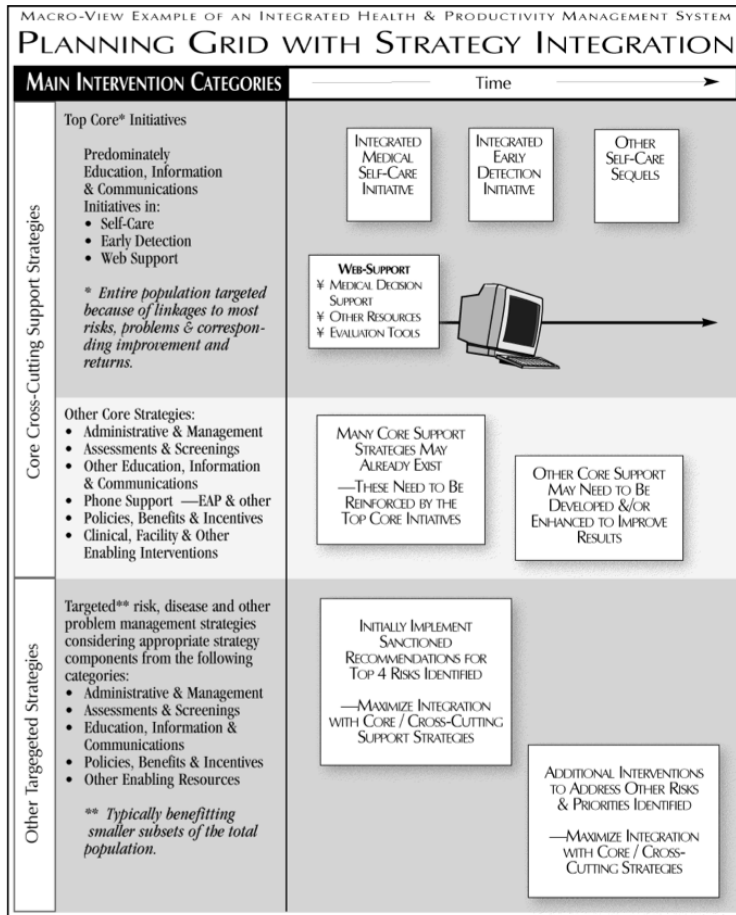 MACRO-VIEW EXAMPLE OF AN INTEGRATED HEALTH & PRODUCTIVITY MANAGEMENT SYSTEM
PLANNING GRID WITH STRATEGY INTEGRATION
MAIN INTERVENTION CATEGORIES
Time
Core Cross-Cutting Support Strategies
Top Core* Initiatives
Predominately
Education, Information
& Communications
Initiatives in:
• Self-Care
• Early Detection
• Web Support
* Entire population targeted
because of linkages to most
risks, problems & correspon-
ding improvement and
returns.
INTEGRATED
MEDICAL
SELF-CARE
INITIATIVE
INTEGRATED
EARLY
DETECTION
INITIATIVE
OTHER
SELF-CARE
SEQUELS
WEB-SUPPORT
¥ MEDICAL DECISION
SUPPORT
¥ OTHER RESOURCES
¥ EVALUATON TOOLS
Other Core Strategies:
• Administrative & Management
• Assessments & Screenings
• Other Education, Information
& Communications
• Phone Support —EAP & other
• Policies, Benefits & Incentives
• Clinical, Facility & Other
Enabling Interventions
MANY CORE SUPPORT
STRATEGIES MAY
ALREADY EXIST
—THESE NEED TO BE
REINFORCED BY THE
TOP CORE INTIATIVES
OTHER CORE SUPPORT
MAY NEED TO BE
DEVELOPED &/OR
ENHANCED TO IMPROVE
RESULTS
Other Targegeted Strategies
Targeted** risk, disease and other
problem management strategies
considering appropriate strategy
components from the following
categories:
• Administrative & Management
• Assessments & Screenings
• Education, Information &
Communications
• Policies, Benefits & Incentives
• Other Enabling Resources
** Typically benefitting
smaller subsets of the total
population.
INITIALLY IMPLEMENT
SANCTIONED
RECOMMENDATIONS FOR
TOP 4 RISKS IDENTIFIED
—MAXIMIZE INTEGRATION
WITH CORE / CROSS-CUTTING
SUPPORT STRATEGIES
ADDITIONAL INTERVENTIONS
TO ADDRESS OTHER RISKS
& PRIORITIES IDENTIFIED
—MAXIMIZE INTEGRATION
WITH CORE / CROSS-
CUTTING STRATEGIES